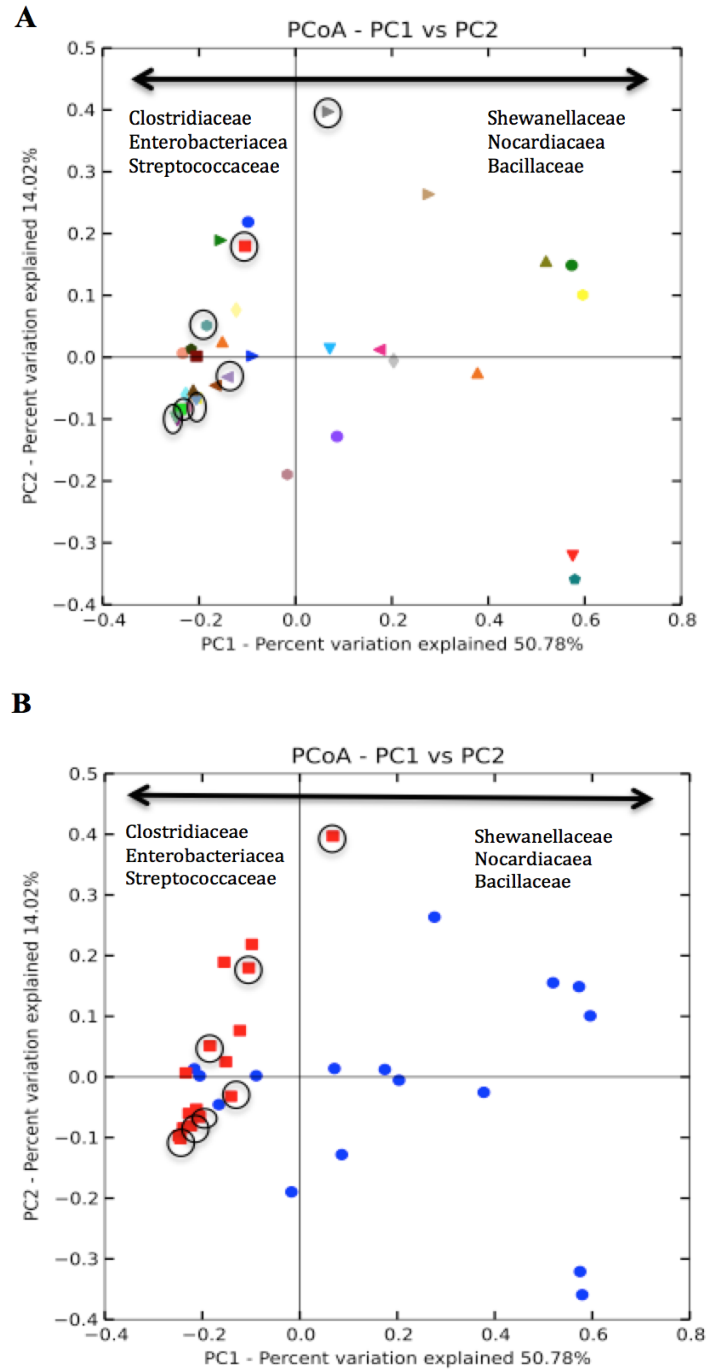 A
PCoA - PC1 vs PC2
0.5
0.4
0.3
0.2
0.1
0.0
−0.1
−0.2
−0.3
−0.4
PC2 - Percent variation explained 14.02%
Clostridiaceae
Enterobacteriacea
Streptococcaceae
Shewanellaceae
Nocardiacaea
Bacillaceae
−0.4 −0.2 0.0 0.2 0.4 0.6 0.8
PC1 - Percent variation explained 50.78%
B
PCoA - PC1 vs PC2
0.5
0.4
0.3
0.2
0.1
0.0
−0.1
−0.2
−0.3
−0.4
PC2 - Percent variation explained 14.02%
Clostridiaceae
Enterobacteriacea
Streptococcaceae
Shewanellaceae
Nocardiacaea
Bacillaceae
−0.4 −0.2 0.0 0.2 0.4 0.6 0.8
PC1 - Percent variation explained 50.78%